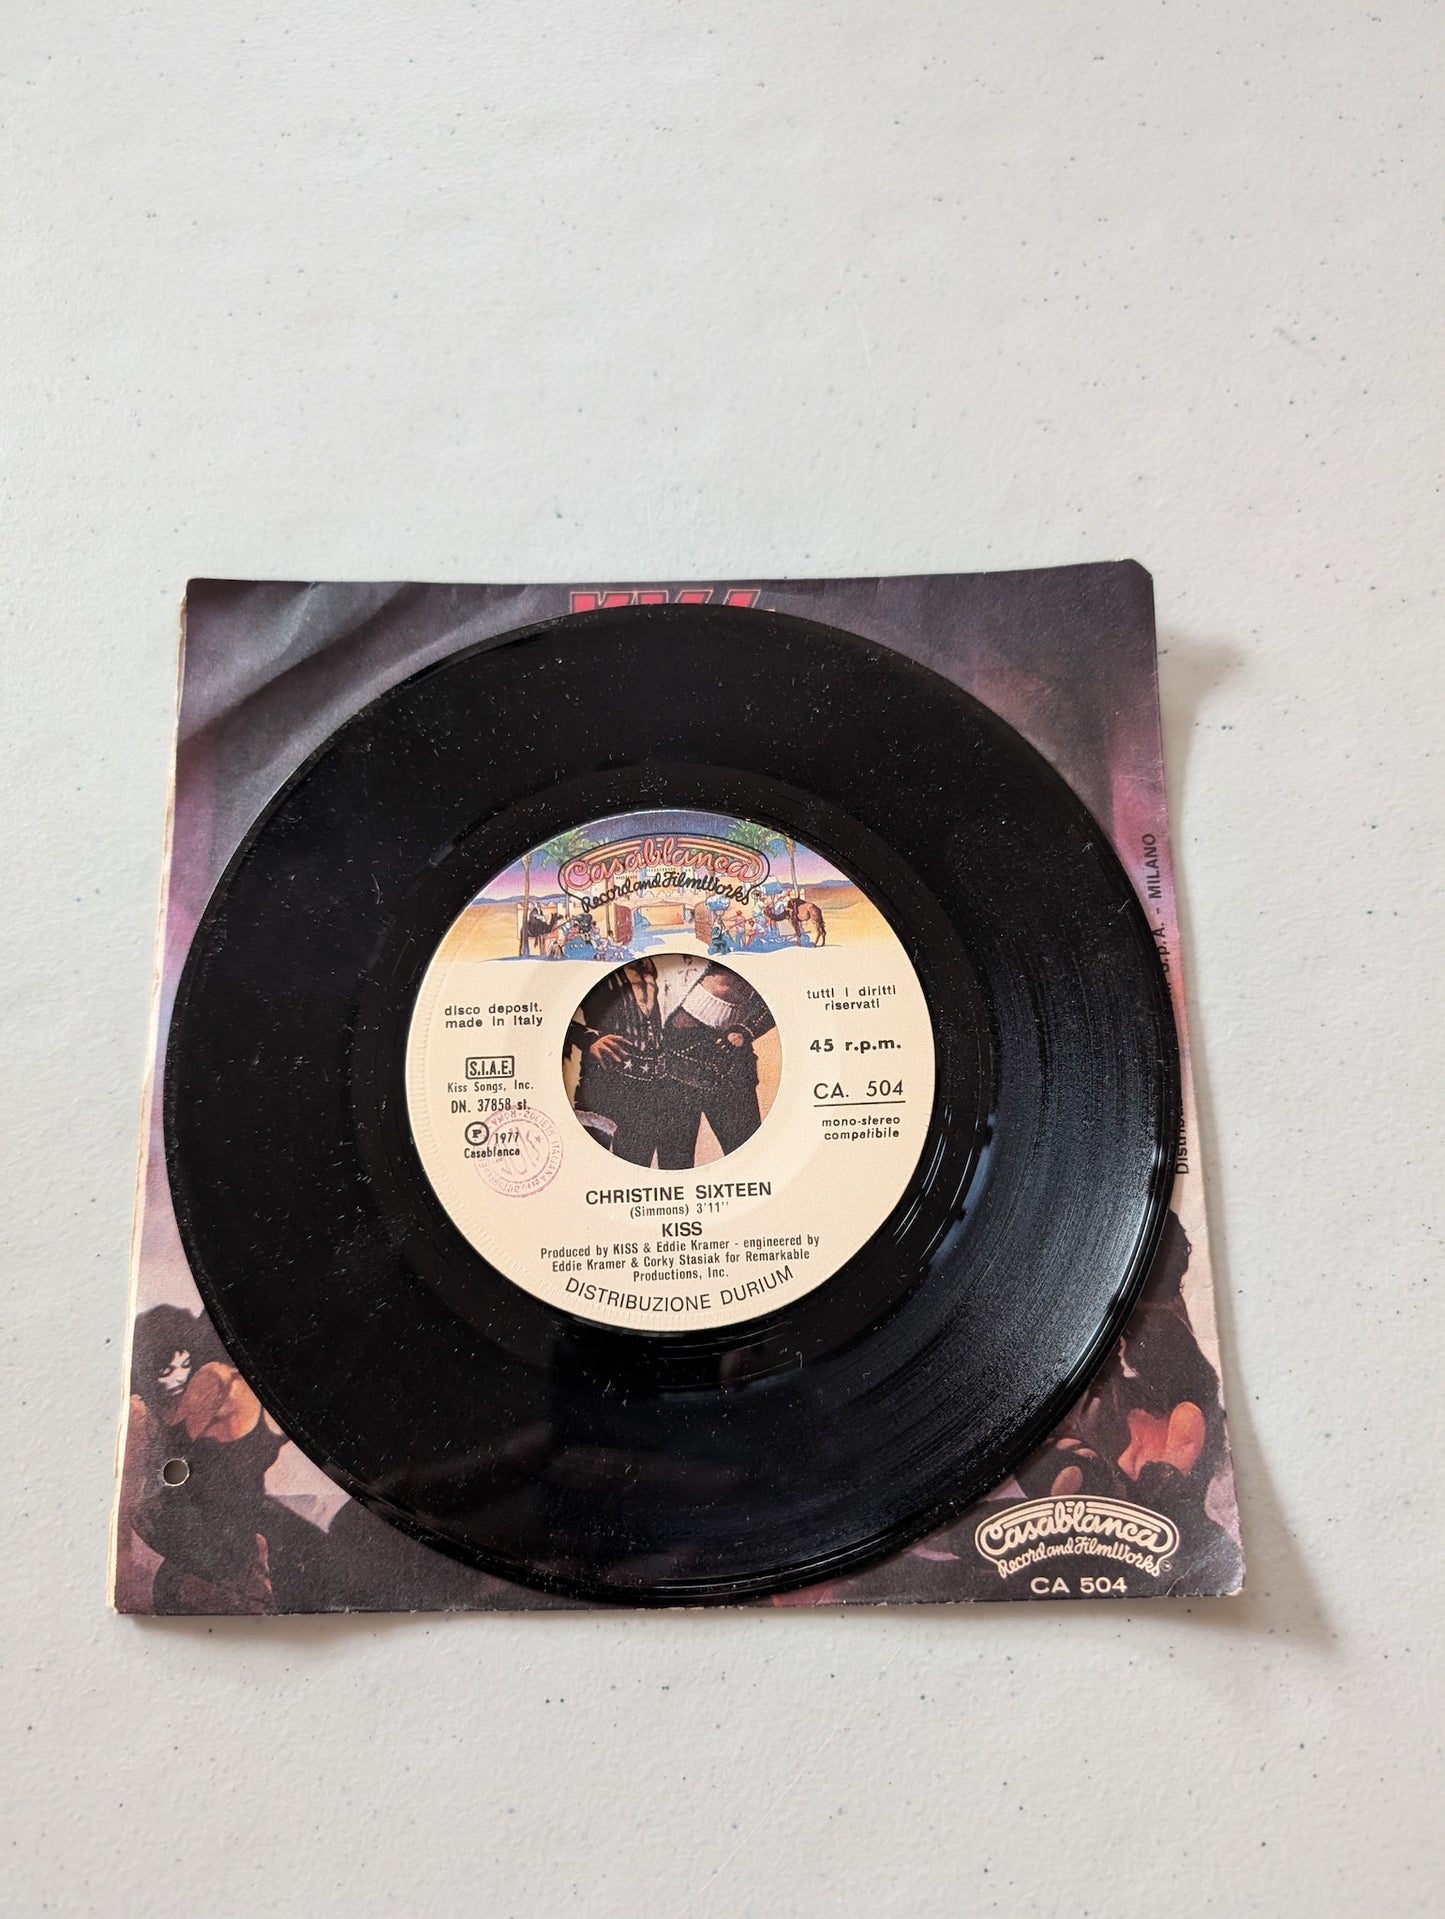 Casablanca
Record and FilmWorks
disco deposit.
made in Italy
tutti i diritti
riservati
S.I.A.E.
Kiss Songs, Inc.
DN. 37858 st.
P 1977
Casablanca
45 r.p.m.
CA. 504
mono-stereo
compatibile
CHRISTINE SIXTEEN
(Simmons) 3'11''
KISS
Produced by KISS & Eddie Kramer - engineered by
Eddie Kramer & Corky Stasiak for Remarkable
Productions, Inc.
DISTRIBUZIONE DURIUM
S.p.A. - MILANO
Casablanca
Record and FilmWorks
CA 504